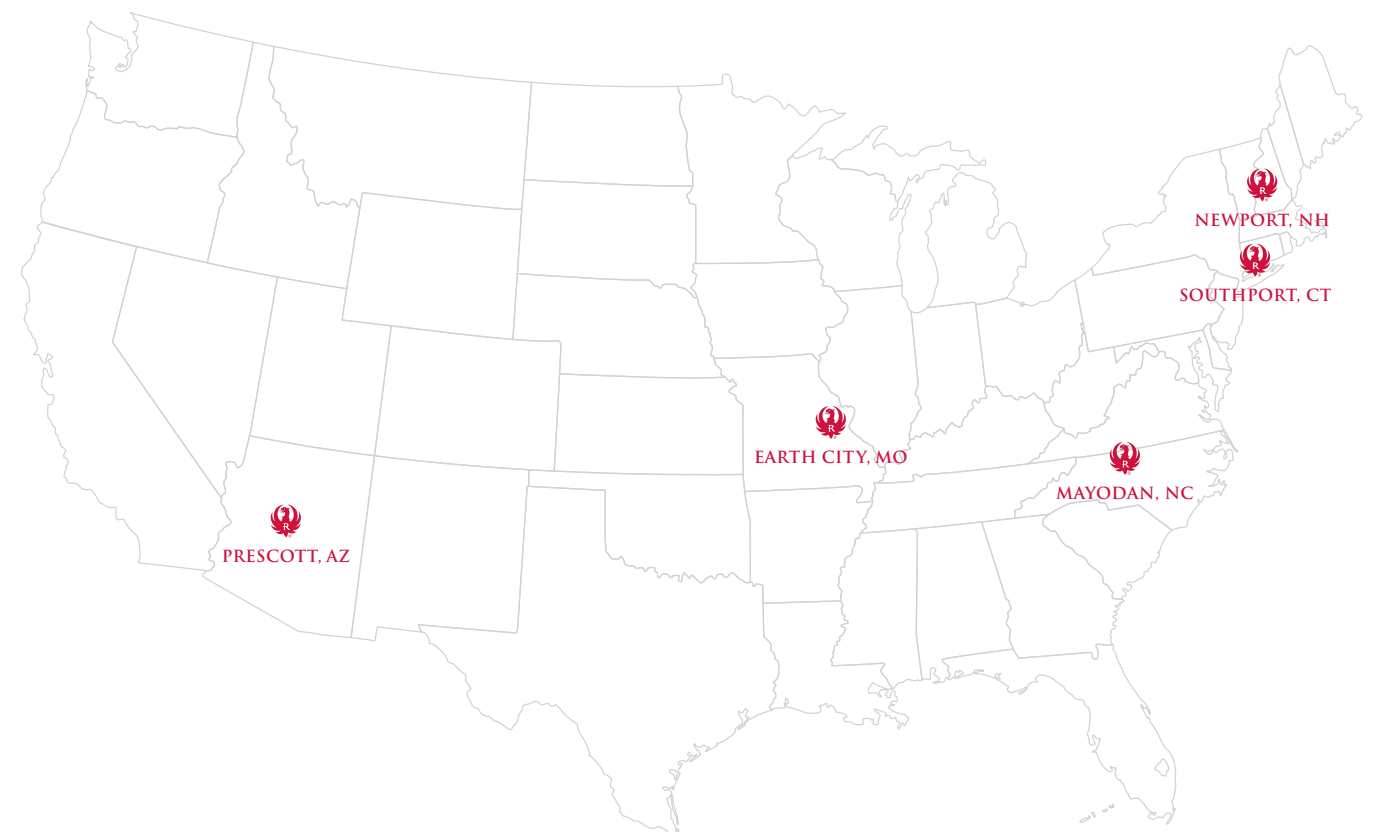 NEWPORT, NH
SOUTHPORT, CT
EARTH CITY, MO
MAYODAN, NC
PRESCOTT, AZ
R
R
R
R
R